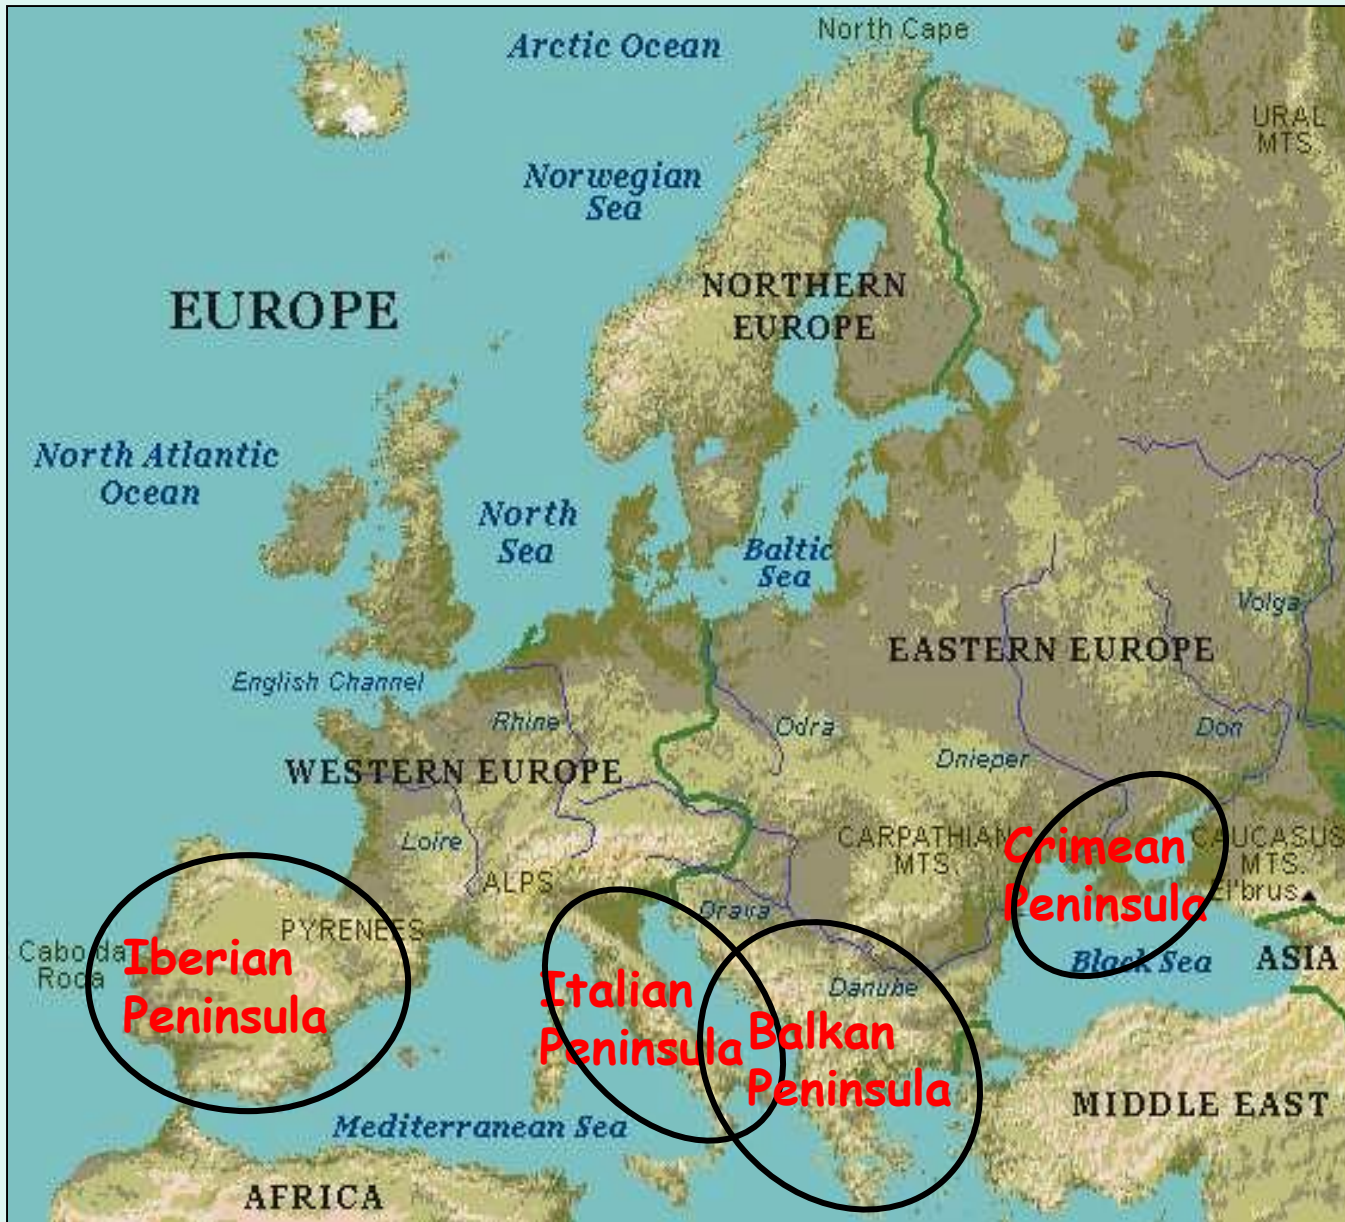 Arctic Ocean
North Cape
URAL
MTS.
Norwegian
Sea
EUROPE
NORTHERN
EUROPE
North Atlantic
Ocean
North
Sea
Baltic
Sea
Volga
EASTERN EUROPE
English Channel
Rhine
Odra
Don
Dnieper
WESTERN EUROPE
Loire
ALPS
CARPATHIAN
MTS.
Crimean
Peninsula
CAUCASUS
MTS.
El'brus
PYRENEES
Drava
Cabo da
Roca
Iberian
Peninsula
Italian
Peninsula
Danube
Balkan
Peninsula
Black Sea
ASIA
MIDDLE EAST
Mediterranean Sea
AFRICA